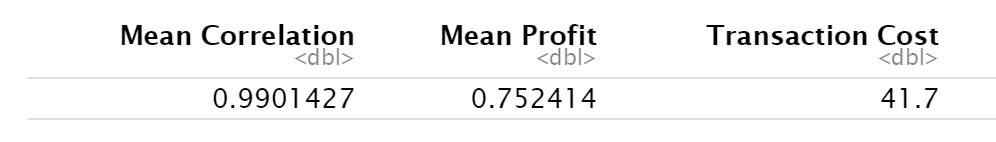 Mean Correlation Mean Profit Transaction Cost
<dbl> <dbl> <dbl>
0.9901427 0.752414 41.7